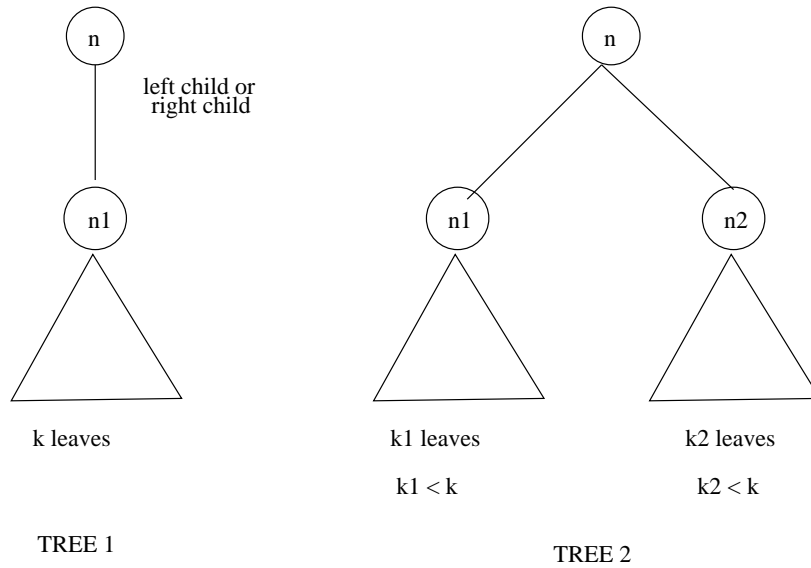 n
left child or
right child
n1
k leaves
TREE 1
n
n1
n2
k1 leaves
k2 leaves
k1 < k
k2 < k
TREE 2